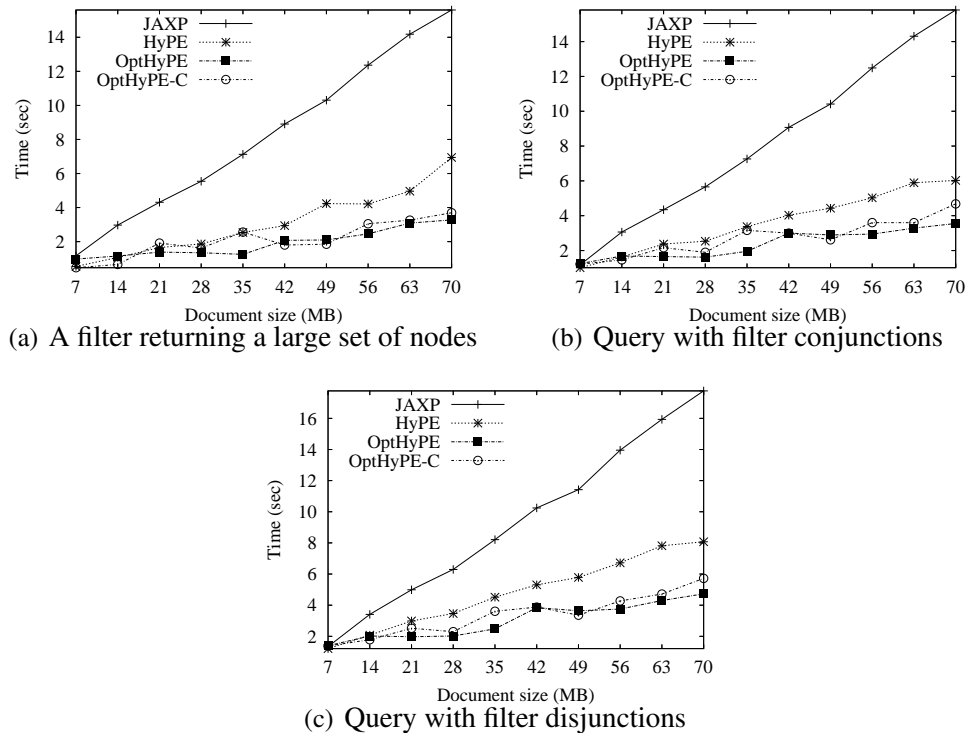 JAXP
HyPE
OptHyPE
OptHyPE-C
14
12
10
8
6
4
2
Time (sec)
7 14 21 28 35 42 49 56 63 70
Document size (MB)
(a) A filter returning a large set of nodes
JAXP
HyPE
OptHyPE
OptHyPE-C
14
12
10
8
6
4
2
Time (sec)
7 14 21 28 35 42 49 56 63 70
Document size (MB)
(b) Query with filter conjunctions
JAXP
HyPE
OptHyPE
OptHyPE-C
16
14
12
10
8
6
4
2
Time (sec)
7 14 21 28 35 42 49 56 63 70
Document size (MB)
(c) Query with filter disjunctions